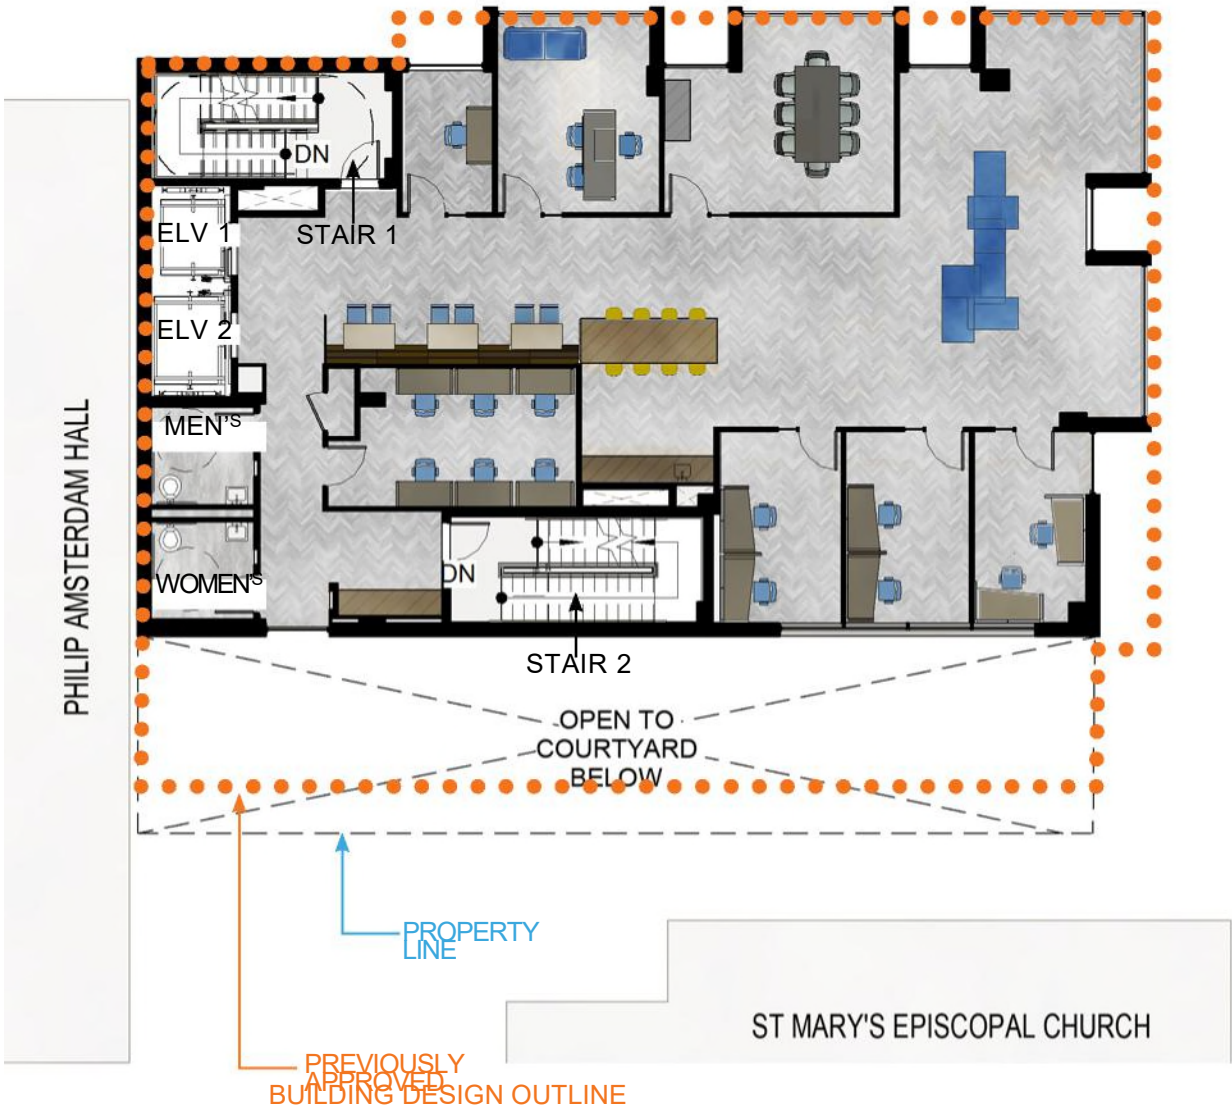 DN
ELV 1
STAIR 1
ELV 2
MEN'S
WOMEN'S
DN
STAIR 2
PHILIP AMSTERDAM HALL
OPEN TO
COURTYARD
BELOW
PROPERTY
LINE
ST MARY'S EPISCOPAL CHURCH
PREVIOUSLY
APPROVED
BUILDING DESIGN OUTLINE